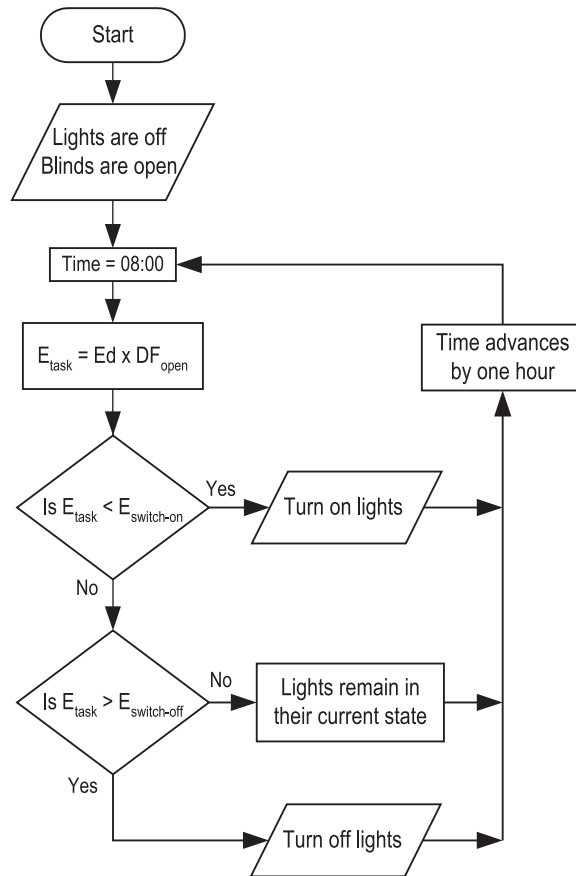 Start
Lights are off
Blinds are open
Time = 08:00
E_task = Ed x DF_open
Time advances
by one hour
Is E_task < E_switch-on
Yes
Turn on lights
No
Is E_task > E_switch-off
No
Lights remain in
their current state
Yes
Turn off lights